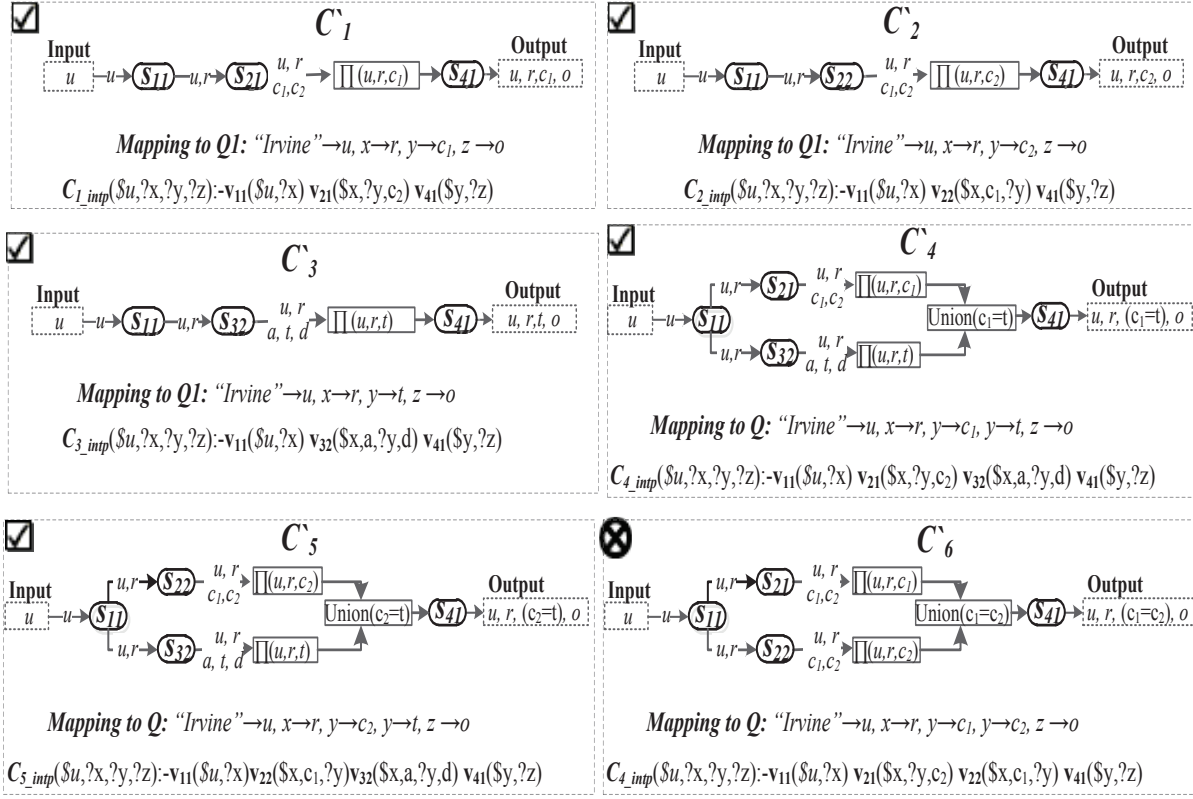 C`1
Input Output
u u S11 u,r S21 u, r c1,c2 ∏(u,r,c1) S41 u, r,c1, o
Mapping to Q1: “Irvine”→u, x→r, y→c1, z →o
C1_intp($u,?x,?y,?z):-v11($u,?x) v21($x,?y,c2) v41($y,?z)
C`2
Input Output
u u S11 u,r S22 u, r c1,c2 ∏(u,r,c2) S41 u, r,c2, o
Mapping to Q1: “Irvine”→u, x→r, y→c2, z →o
C2_intp($u,?x,?y,?z):-v11($u,?x) v22($x,c1,?y) v41($y,?z)
C`3
Input Output
u u S11 u,r S32 u, r a, t, d ∏(u,r,t) S41 u, r,t, o
Mapping to Q1: “Irvine”→u, x→r, y→t, z →o
C3_intp($u,?x,?y,?z):-v11($u,?x) v32($x,a,?y,d) v41($y,?z)
C`4
u,r S21 u, r c1,c2 ∏(u,r,c1)
Input Output
u u S11 Union(c1=t) S41 u, r, (c1=t), o
u,r S32 u, r a, t, d ∏(u,r,t)
Mapping to Q: “Irvine”→u, x→r, y→c1, y→t, z→o
C4_intp($u,?x,?y,?z):-v11($u,?x) v21($x,?y,c2) v32($x,a,?y,d) v41($y,?z)
C`5
u,r S22 u, r c1,c2 ∏(u,r,c2)
Input Output
u u S11 Union(c2=t) S41 u, r, (c2=t), o
u,r S32 u, r a, t, d ∏(u,r,t)
Mapping to Q: “Irvine”→u, x→r, y→c2, y→t, z →o
C5_intp($u,?x,?y,?z):-v11($u,?x)v22($x,c1,?y)v32($x,a,?y,d) v41($y,?z)
C`6
u,r S21 u, r c1,c2 ∏(u,r,c1)
Input Output
u u S11 Union(c1=c2) S41 u, r, (c1=c2), o
u,r S22 u, r c1,c2 ∏(u,r,c2)
Mapping to Q: “Irvine”→u, x→r, y→c1, y→c2, z →o
C4_intp($u,?x,?y,?z):-v11($u,?x) v21($x,?y,c2) v22($x,c1,?y) v41($y,?z)